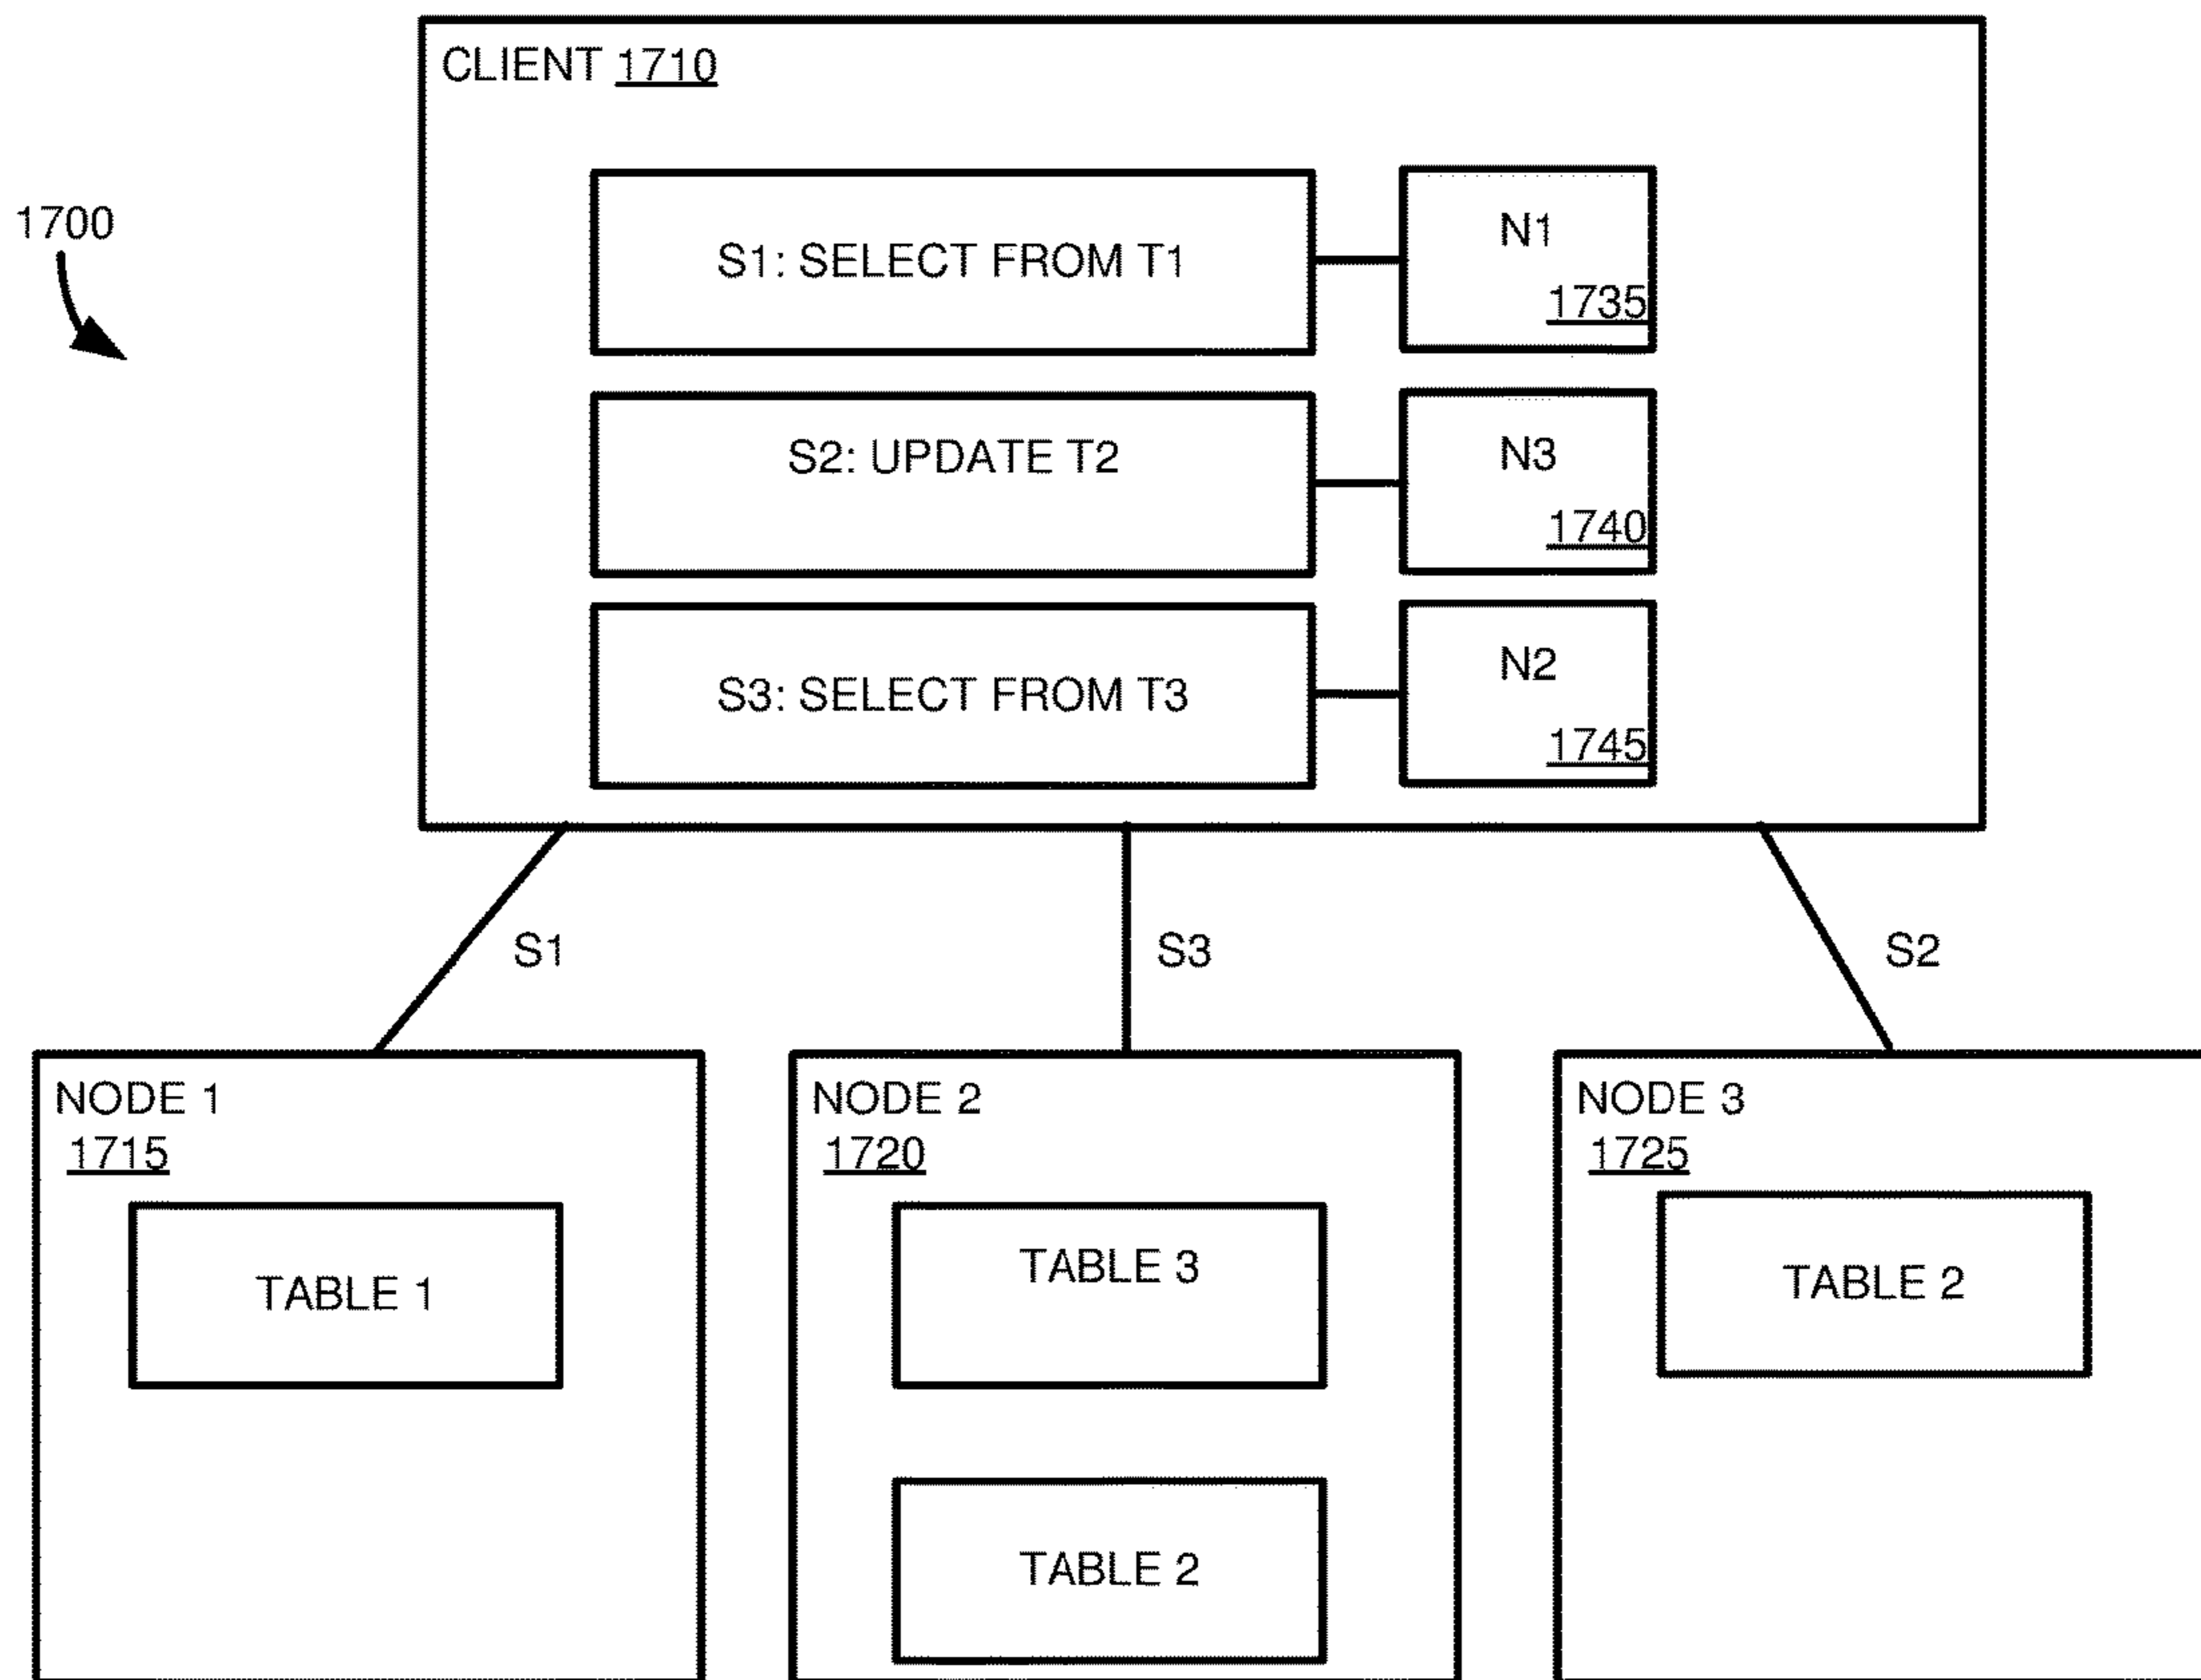 CLIENT 1710
1700
S1: SELECT FROM T1
N1
1735
S2: UPDATE T2
N3
1740
S3: SELECT FROM T3
N2
1745
S1
S3
S2
NODE 1
1715
TABLE 1
NODE 2
1720
TABLE 3
TABLE 2
NODE 3
1725
TABLE 2